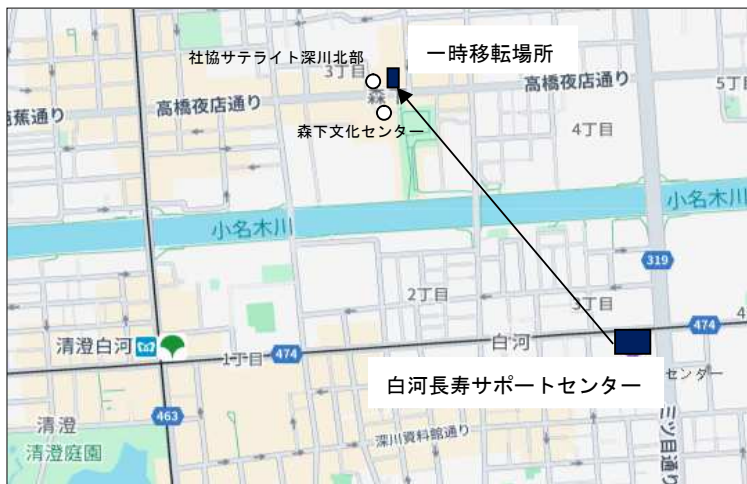 社協サテライト深川北部
3丁目
一時移転場所
高橋夜店通り
5丁目
森
芭蕉通り
高橋夜店通り
森下文化センター
4丁目
小名木川
小名木川
319
2丁目
3丁目
474
4
清澄白河
1丁目
474
白河
白河長寿サポートセンター
センター
463
清澄
清澄庭園
深川資料館通り
三ツ目通り